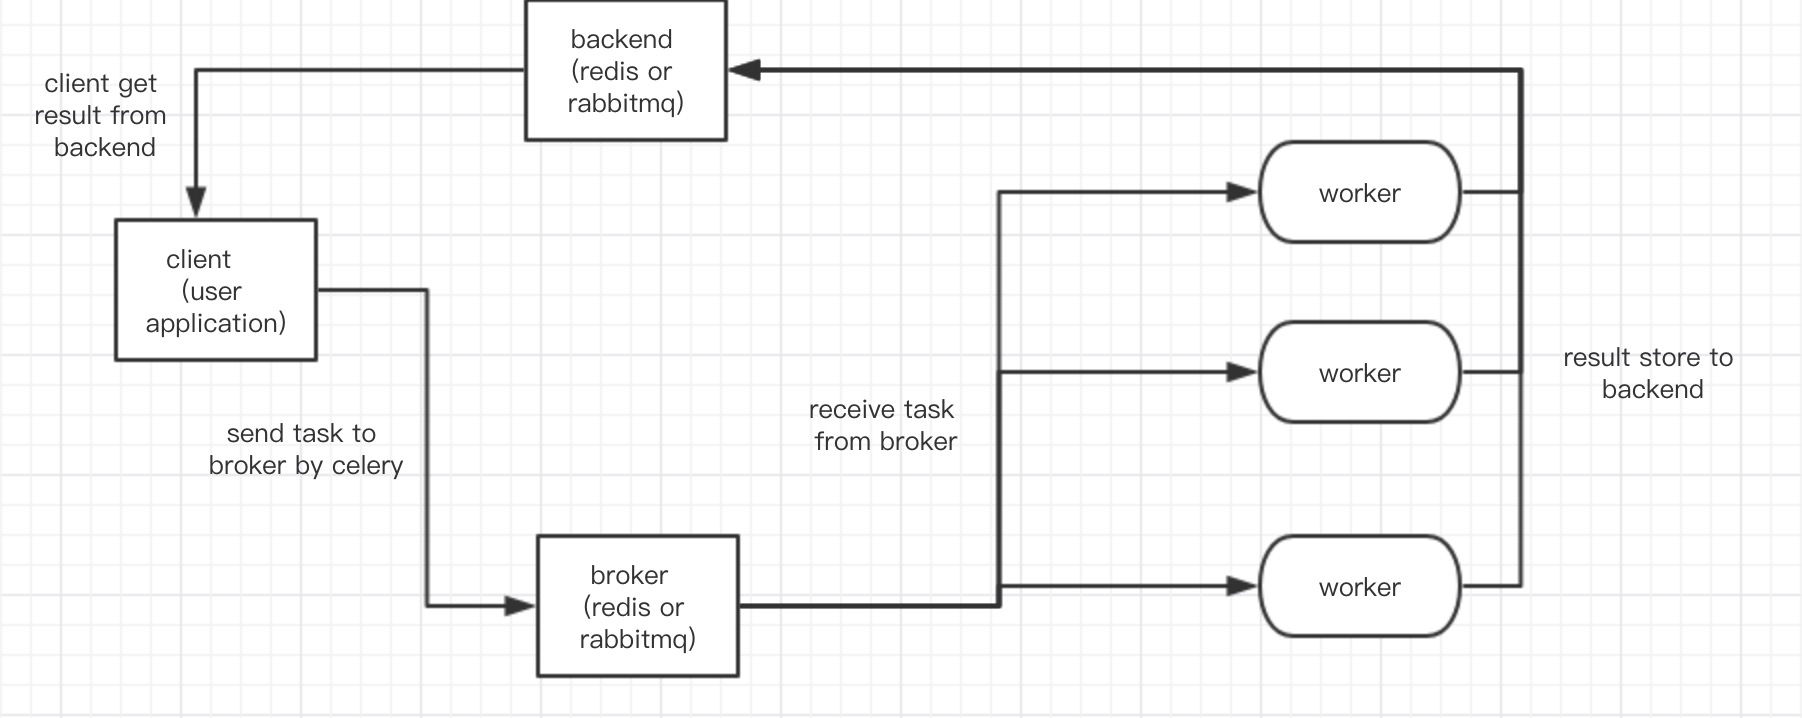 backend
(redis or
rabbitmq)
client get
result from
backend
worker
client
(user
application)
worker
result store to
backend
receive task
from broker
send task to
broker by celery
broker
(redis or
rabbitmq)
worker